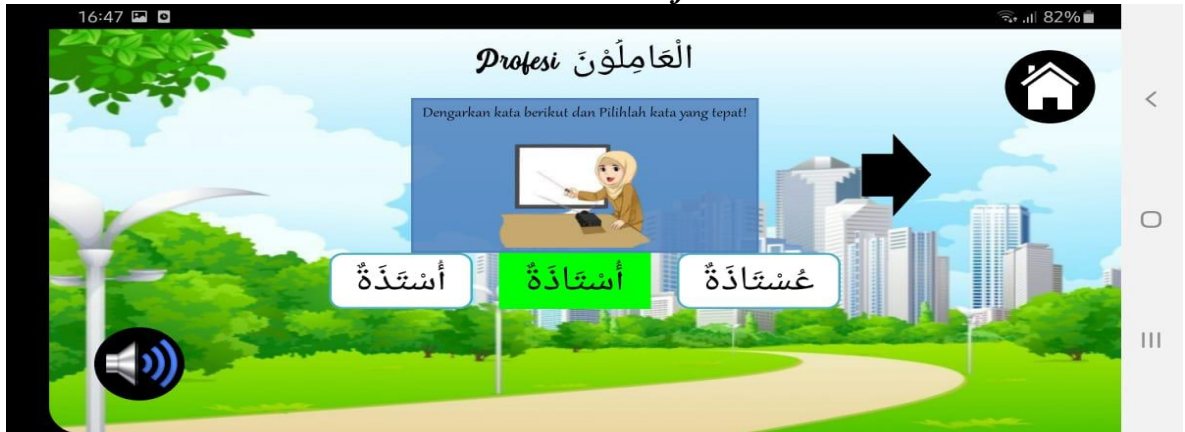 16:47 82%
Profesi الْعَامِلُوْنَ
Dengarkan kata berikut dan Pilihlah kata yang tepat!
أُسْتَذَةٌ أُسْتَاذَةٌ عُسْتَاذَةٌ